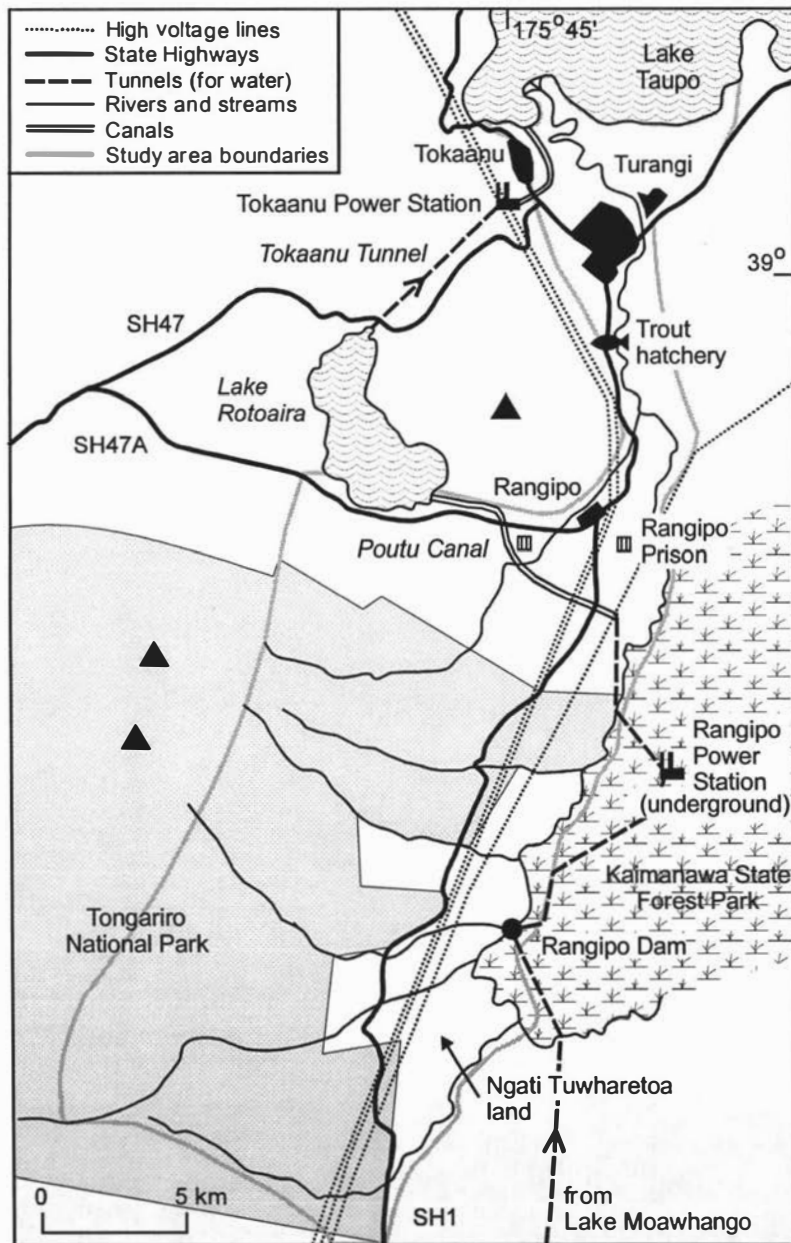 High voltage lines
State Highways
Tunnels (for water)
Rivers and streams
Canals
Study area boundaries
175°45'
Lake
Taupo
Tokaanu
Turangi
Tokaanu Power Station
Tokaanu Tunnel
39°
SH47
Trout
hatchery
Lake
Rotoaira
SH47A
Rangipo
Poutu Canal
Rangipo
Prison
Rangipo
Power
Station
(underground)
Kaimanawa State
Forest Park
Tongariro
National Park
Rangipo Dam
Ngati Tuwharetoa
land
0 5 km
SH1
from
Lake Moawhango